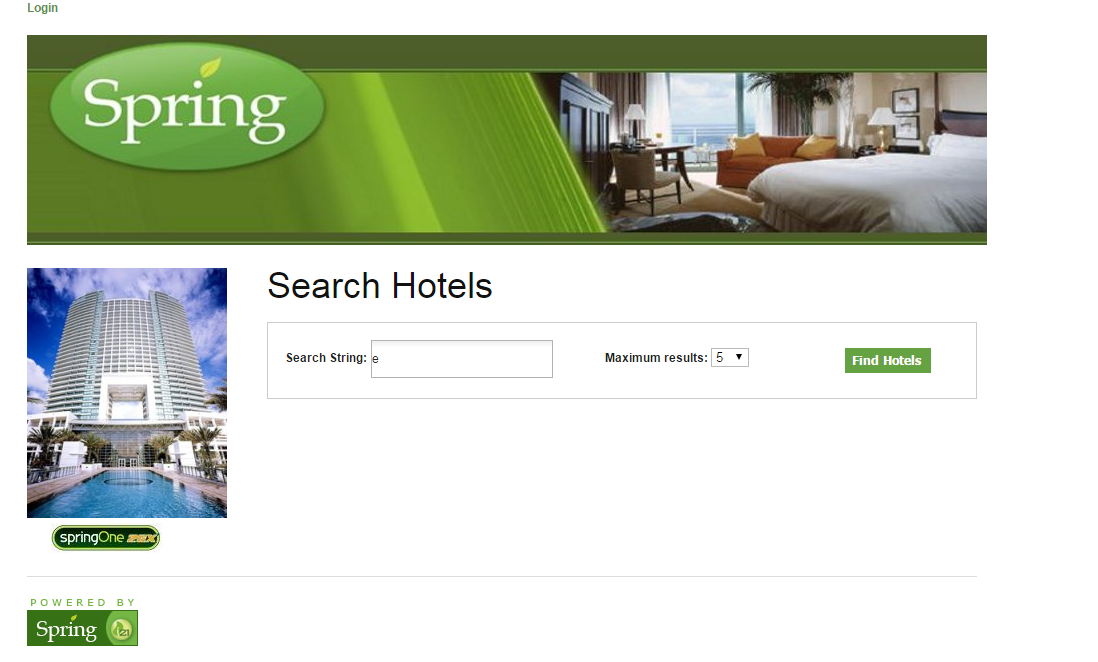 Login
Spring
Search Hotels
Search String: e
Maximum results: 5
Find Hotels
springOne 2GX
POWERED BY
Spring